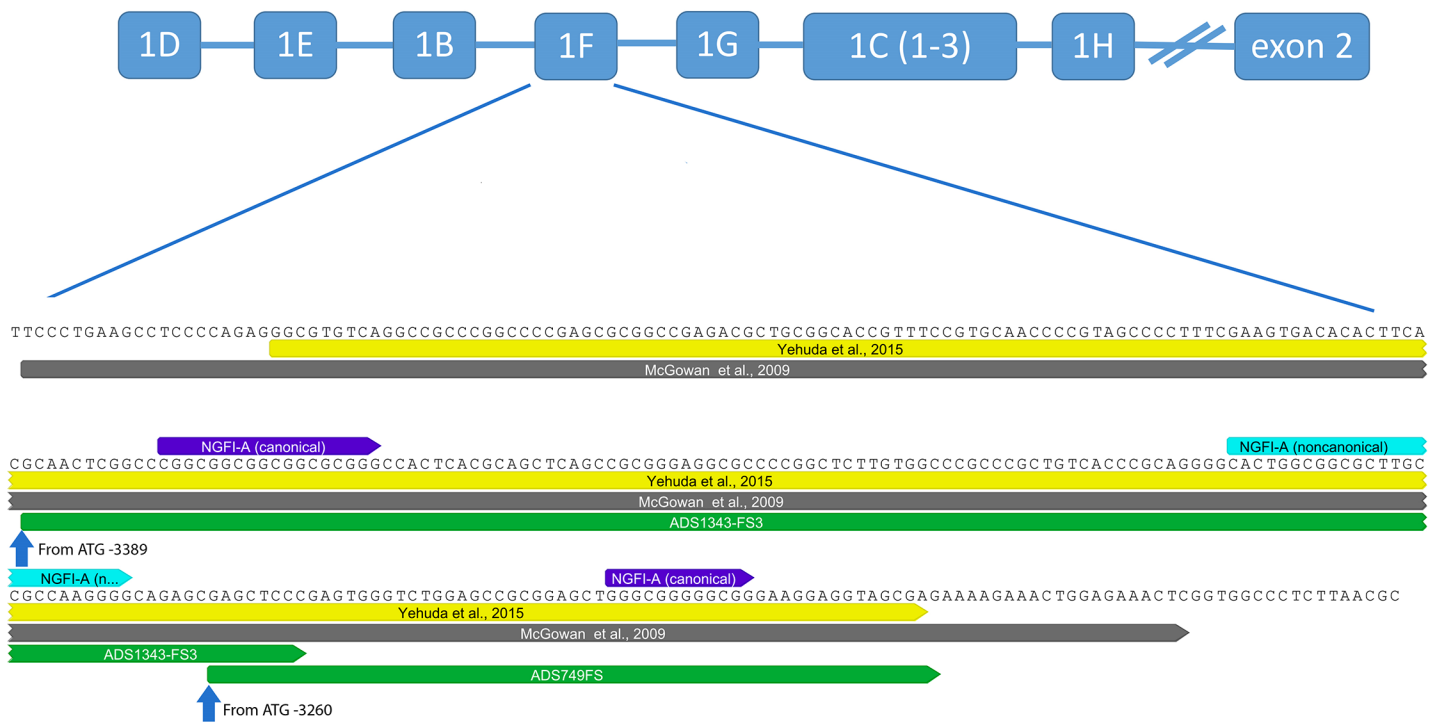 1D 1E 1B 1F 1G 1C (1-3) 1H exon 2
TTCCCTGAAGCCTCCCCAGAGGGCGTGTCAGGCCGCCCGGCCCCGAGCGCGGCCGAGACGCTGCGGCACCGTTTCCGTGCAACCCCGTAGCCCCTTTCGAAGTGACACACTTCA
Yehuda et al., 2015
McGowan et al., 2009
NGFI-A (canonical) NGFI-A (noncanonical)
CGCAACTCGGCCCGGCGGCGGCGGCGCGGGCCACTCACGCAGCTCAGCCGCGGGAGGCGCCCCGGCTCTTGTGGCCCGCCCGCTGTCACCCGCAGGGGCACTGGCGGCGCTTGC
Yehuda et al., 2015
McGowan et al., 2009
ADS1343-FS3
From ATG -3389
NGFI-A (n... NGFI-A (canonical)
CGCCAAGGGGCAGAGCGAGCTCCCGAGTGGGTCTGGAGCCGCGGAGCTGGGCGGGGGCGGGAAGGAGGTAGCGAGAAAAGAAACTGGAGAAACTCGGTGGCCCTCTTAACGC
Yehuda et al., 2015
McGowan et al., 2009
ADS1343-FS3
ADS749FS
From ATG -3260